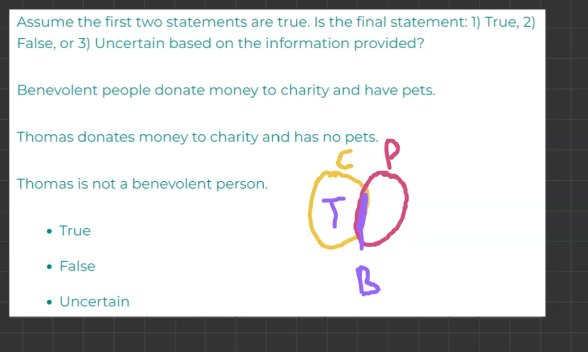 Assume the first two statements are true. Is the final statement: 1) True, 2)
False, or 3) Uncertain based on the information provided?
Benevolent people donate money to charity and have pets.
Thomas donates money to charity and has no pets.
C P
Thomas is not a benevolent person.
T
• True
• False
B
• Uncertain